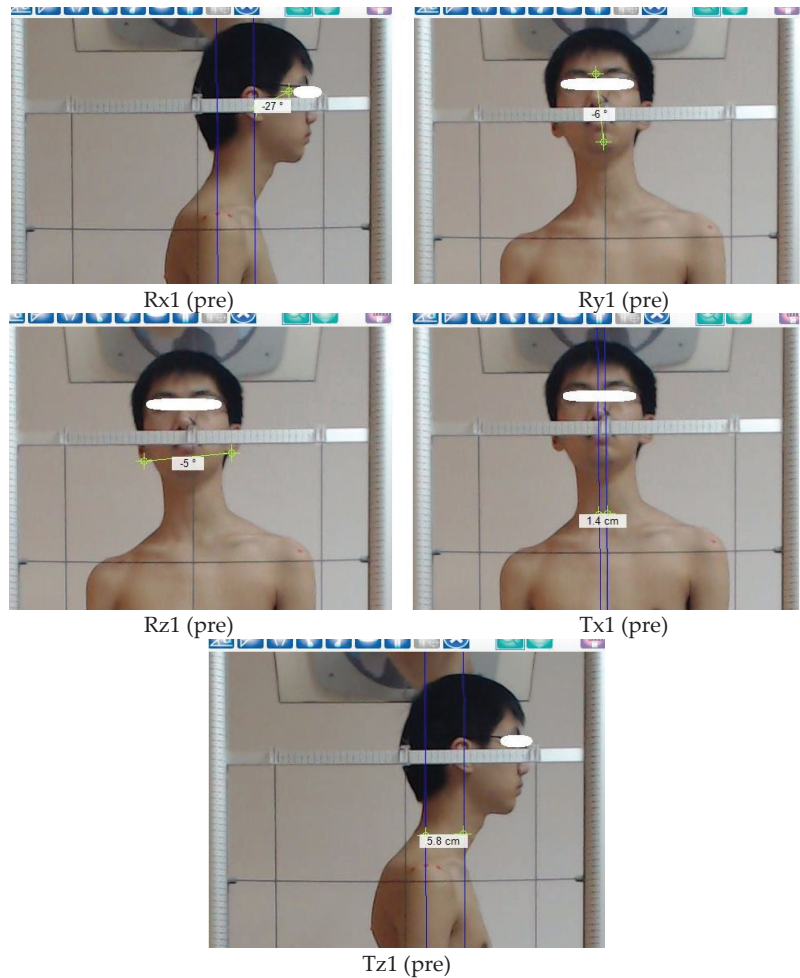 -27 °
-6 °
Rx1 (pre)
Ry1 (pre)
-5 °
1.4 cm
Rz1 (pre)
Tx1 (pre)
5.8 cm
Tz1 (pre)